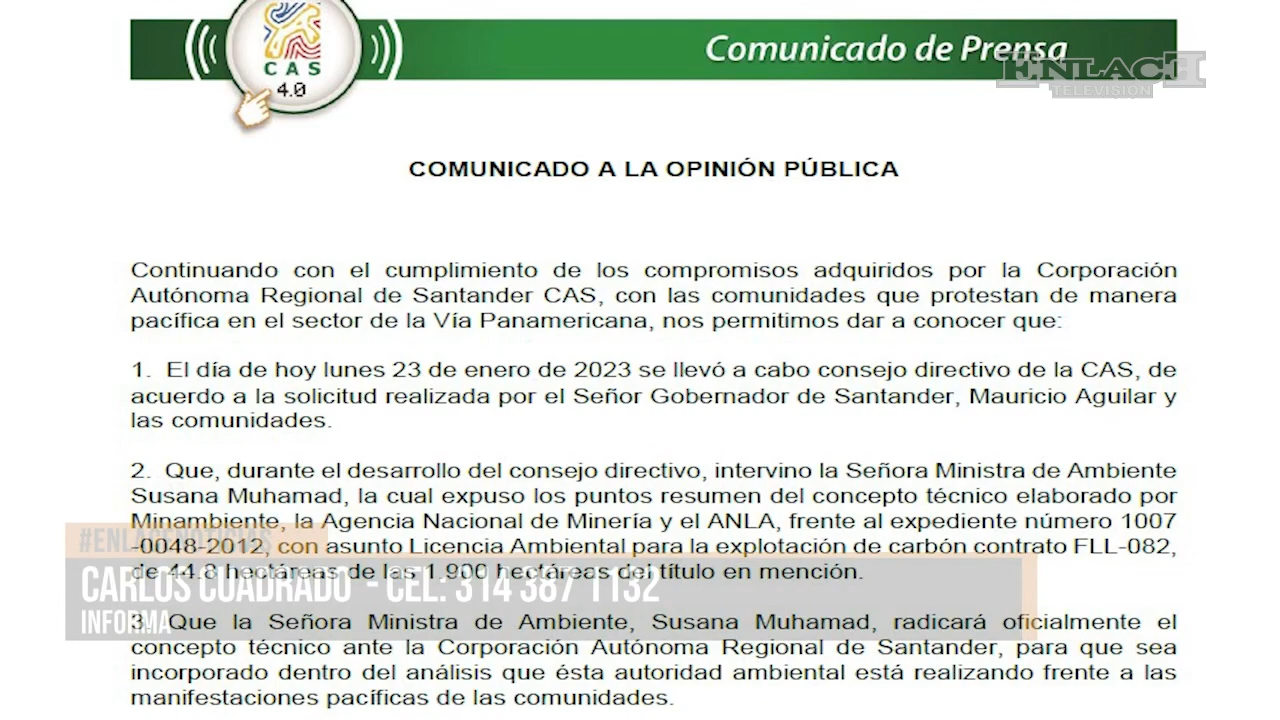 CAS
4.0
Comunicado de Prensa
ENLACE
TELEVISIÓN
COMUNICADO A LA OPINIÓN PÚBLICA
Continuando con el cumplimiento de los compromisos adquiridos por la Corporación
Autónoma Regional de Santander CAS, con las comunidades que protestan de manera
pacífica en el sector de la Vía Panamericana, nos permitimos dar a conocer que:
1. El día de hoy lunes 23 de enero de 2023 se llevó a cabo consejo directivo de la CAS, de
acuerdo a la solicitud realizada por el Señor Gobernador de Santander, Mauricio Aguilar y
las comunidades.
2. Que, durante el desarrollo del consejo directivo, intervino la Señora Ministra de Ambiente
Susana Muhamad, la cual expuso los puntos resumen del concepto técnico elaborado por
Minambiente, la Agencia Nacional de Minería y el ANLA, frente al expediente número 1007
-0048-2012, con asunto Licencia Ambiental para la explotación de carbón contrato FLL-082,
de 44.8 hectáreas de las 1.900 hectáreas del título en mención.
#ENLACENOTICIAS
CARLOS CUADRADO - CEL: 314 387 1132
INFORMA
3. Que la Señora Ministra de Ambiente, Susana Muhamad, radicará oficialmente el
concepto técnico ante la Corporación Autónoma Regional de Santander, para que sea
incorporado dentro del análisis que ésta autoridad ambiental está realizando frente a las
manifestaciones pacíficas de las comunidades.